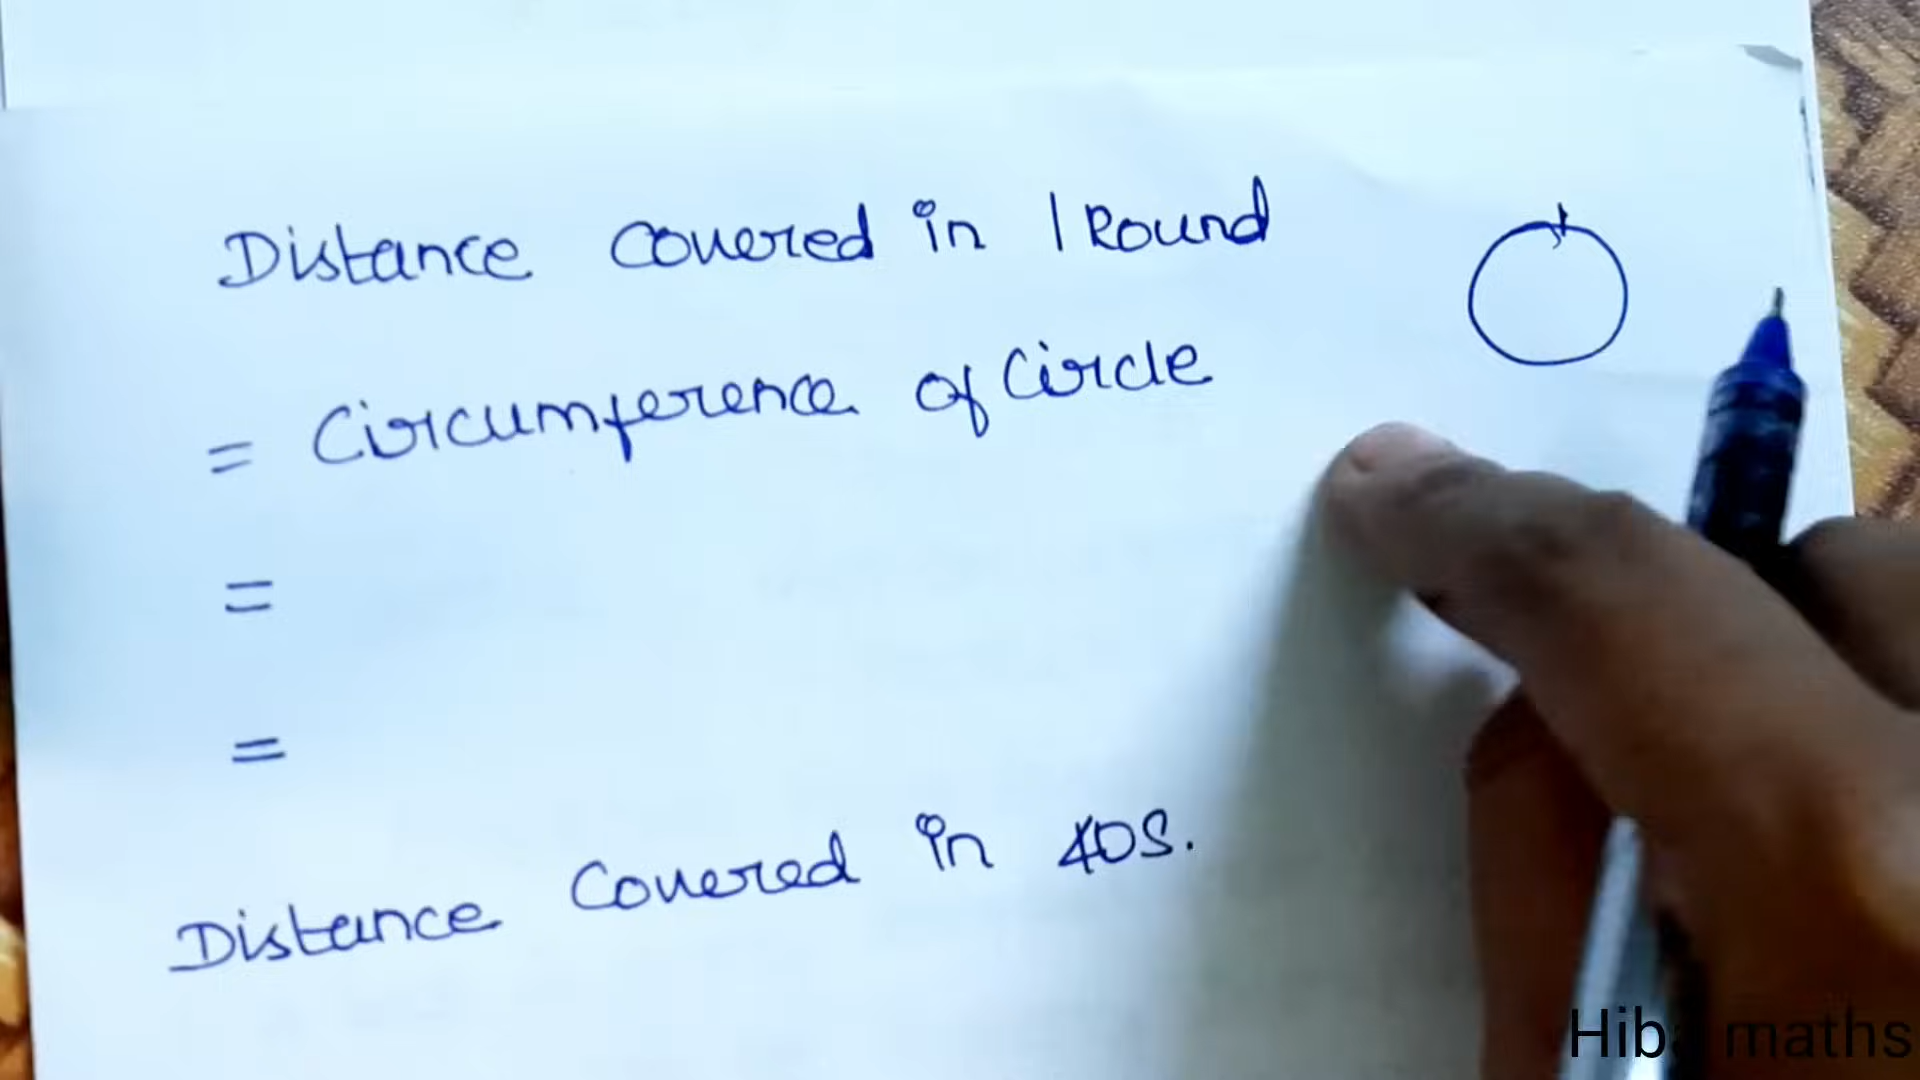 Distance covered in 1 Round
= Circumference of Circle
=
=
Distance Covered in 40s.
Hiba maths